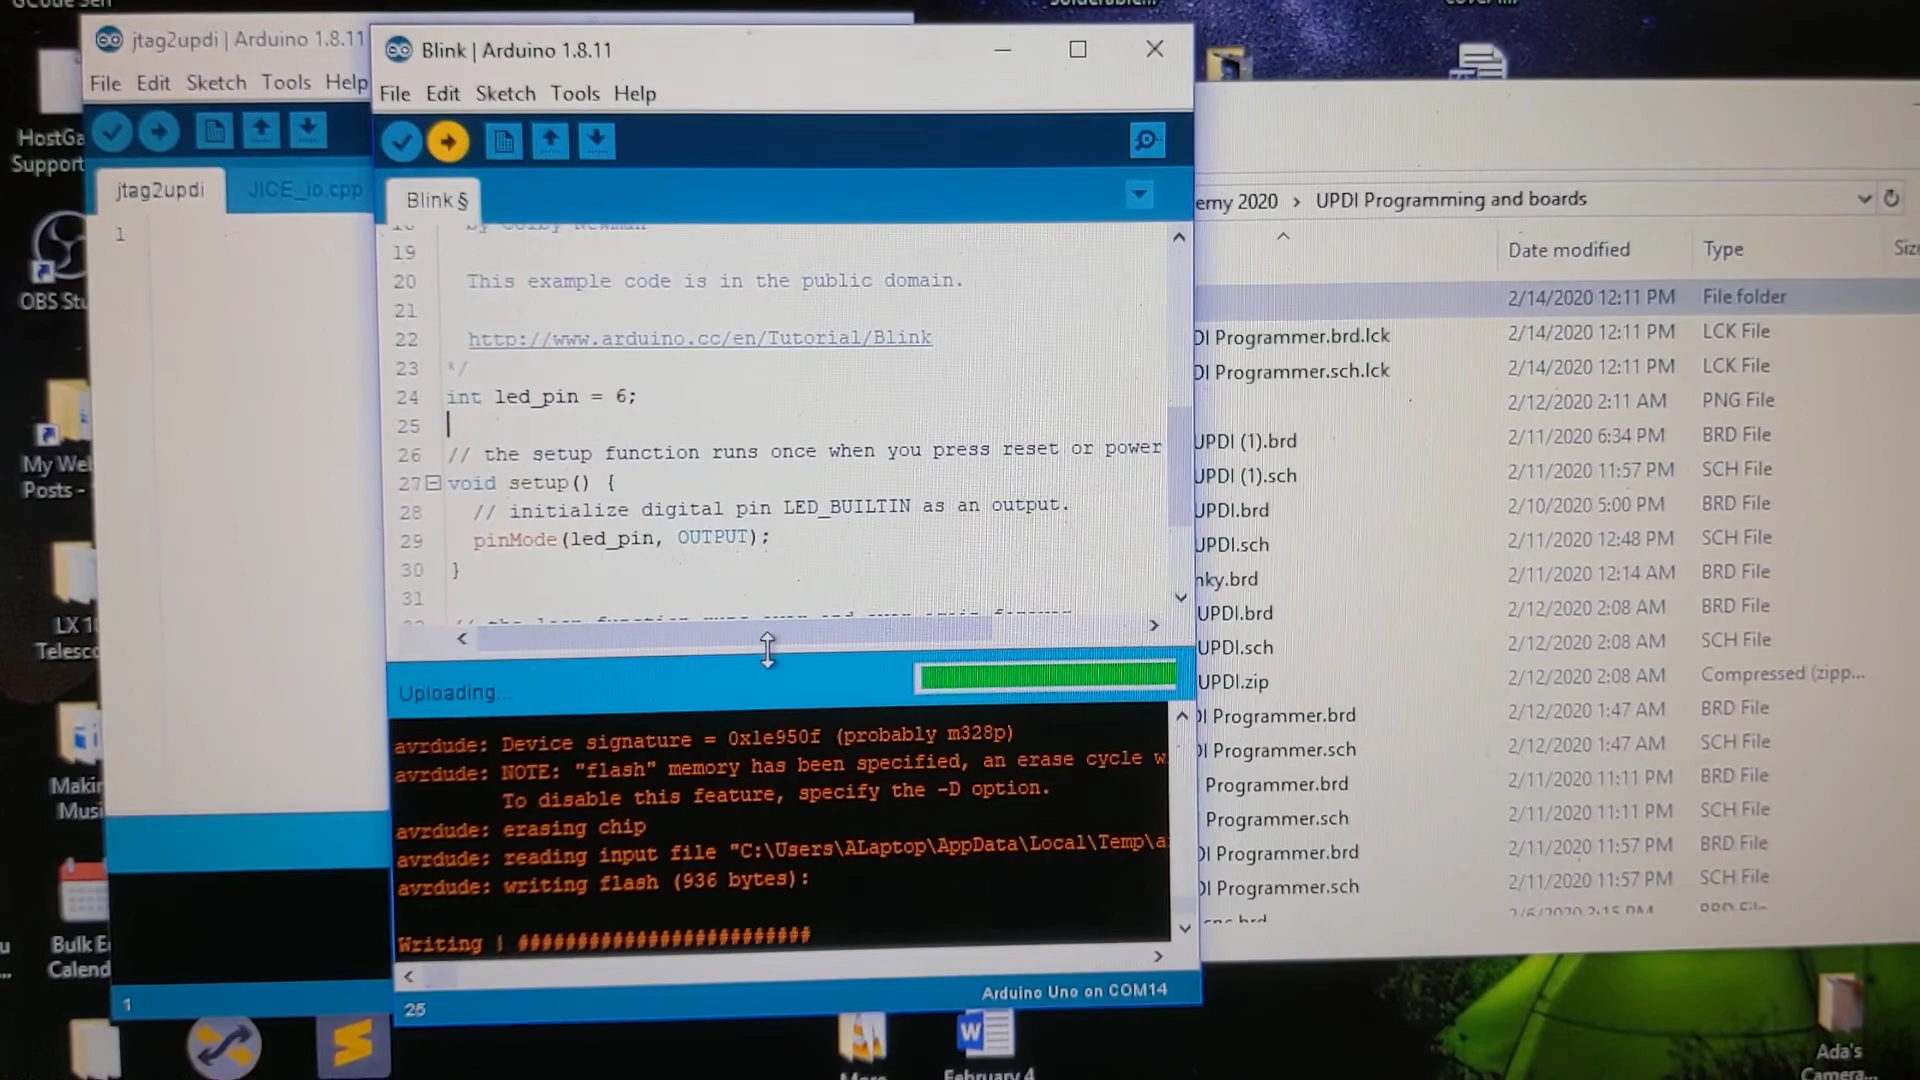 jtag2updi | Arduino 1.8.11
File Edit Sketch Tools Help
jtag2updi JICE_io.cpp
1
1
Blink | Arduino 1.8.11
File Edit Sketch Tools Help
Blink §
19
20 This example code is in the public domain.
21
22 http://www.arduino.cc/en/Tutorial/Blink
23 */
24 int led_pin = 6;
25
26 // the setup function runs once when you press reset or power
27 void setup() {
28 // initialize digital pin LED_BUILTIN as an output.
29 pinMode(led_pin, OUTPUT);
30 }
31
Uploading...
avrdude: Device signature = 0x1e950f (probably m328p)
avrdude: NOTE: "flash" memory has been specified, an erase cycle w
To disable this feature, specify the -D option.
avrdude: erasing chip
avrdude: reading input file "C:\Users\ALaptop\AppData\Local\Temp\a
avrdude: writing flash (936 bytes):
Writing | #########################
25
Arduino Uno on COM14
emy 2020 > UPDI Programming and boards
Date modified Type Siz
2/14/2020 12:11 PM File folder
DI Programmer.brd.lck 2/14/2020 12:11 PM LCK File
DI Programmer.sch.lck 2/14/2020 12:11 PM LCK File
2/12/2020 2:11 AM PNG File
UPDI (1).brd 2/11/2020 6:34 PM BRD File
UPDI (1).sch 2/11/2020 11:57 PM SCH File
UPDI.brd 2/10/2020 5:00 PM BRD File
UPDI.sch 2/11/2020 12:48 PM SCH File
nky.brd 2/11/2020 12:14 AM BRD File
UPDI.brd 2/12/2020 2:08 AM BRD File
UPDI.sch 2/12/2020 2:08 AM SCH File
UPDI.zip 2/12/2020 2:08 AM Compressed (zipp...
DI Programmer.brd 2/12/2020 1:47 AM BRD File
DI Programmer.sch 2/12/2020 1:47 AM SCH File
Programmer.brd 2/11/2020 11:11 PM BRD File
Programmer.sch 2/11/2020 11:11 PM SCH File
DI Programmer.brd 2/11/2020 11:57 PM BRD File
DI Programmer.sch 2/11/2020 11:57 PM SCH File
HostGa
Support
OBS Stu
My Web
Posts -
LX 1
Telesco
Makin
Musi
Bulk E
Calend
February 4
Ada's
Camera...